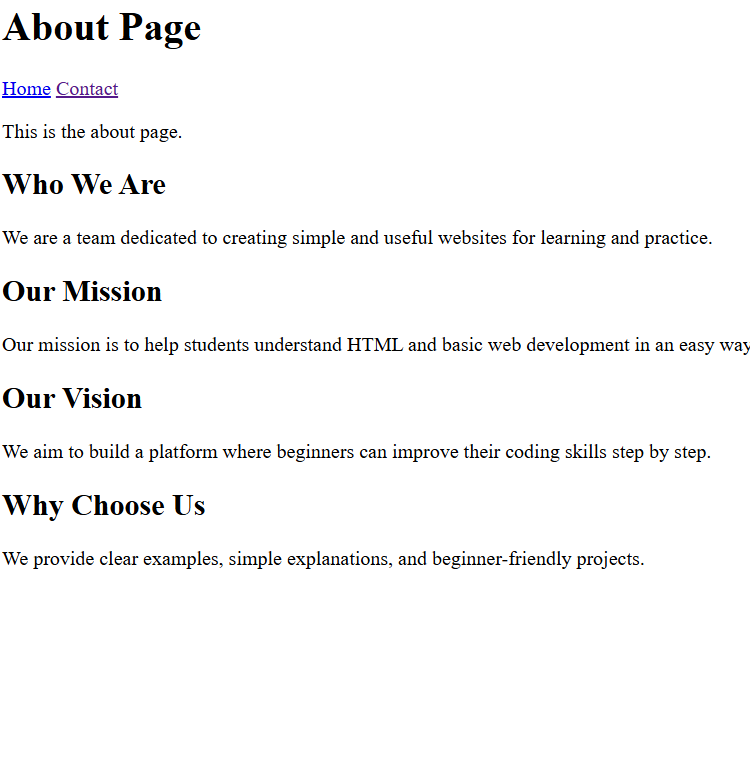 About Page
Home Contact
This is the about page.
Who We Are
We are a team dedicated to creating simple and useful websites for learning and practice.
Our Mission
Our mission is to help students understand HTML and basic web development in an easy way
Our Vision
We aim to build a platform where beginners can improve their coding skills step by step.
Why Choose Us
We provide clear examples, simple explanations, and beginner-friendly projects.